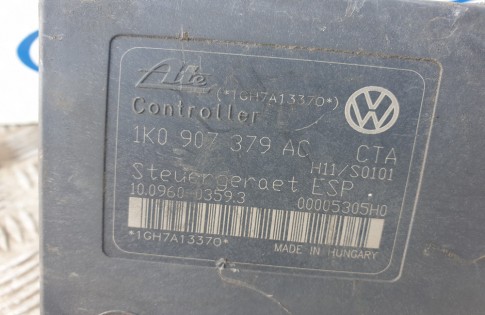 Ate (*1GH7A13370*)
Controller
1K0 907 379 AC CTA
H11/S0101
Steuergeraet ESP
10.0960-0359.3 00005305H0
*1GH7A13370*
MADE IN HUNGARY